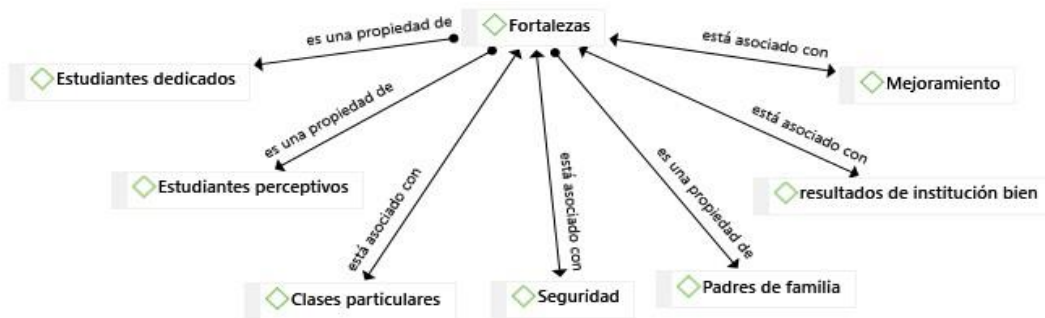 Fortalezas
es una propiedad de
está asociado con
Estudiantes dedicados
Mejoramiento
es una propiedad de
está asociado con
Estudiantes perceptivos
resultados de institución bien
está asociado con
está asociado con
es una propiedad de
Clases particulares
Seguridad
Padres de familia